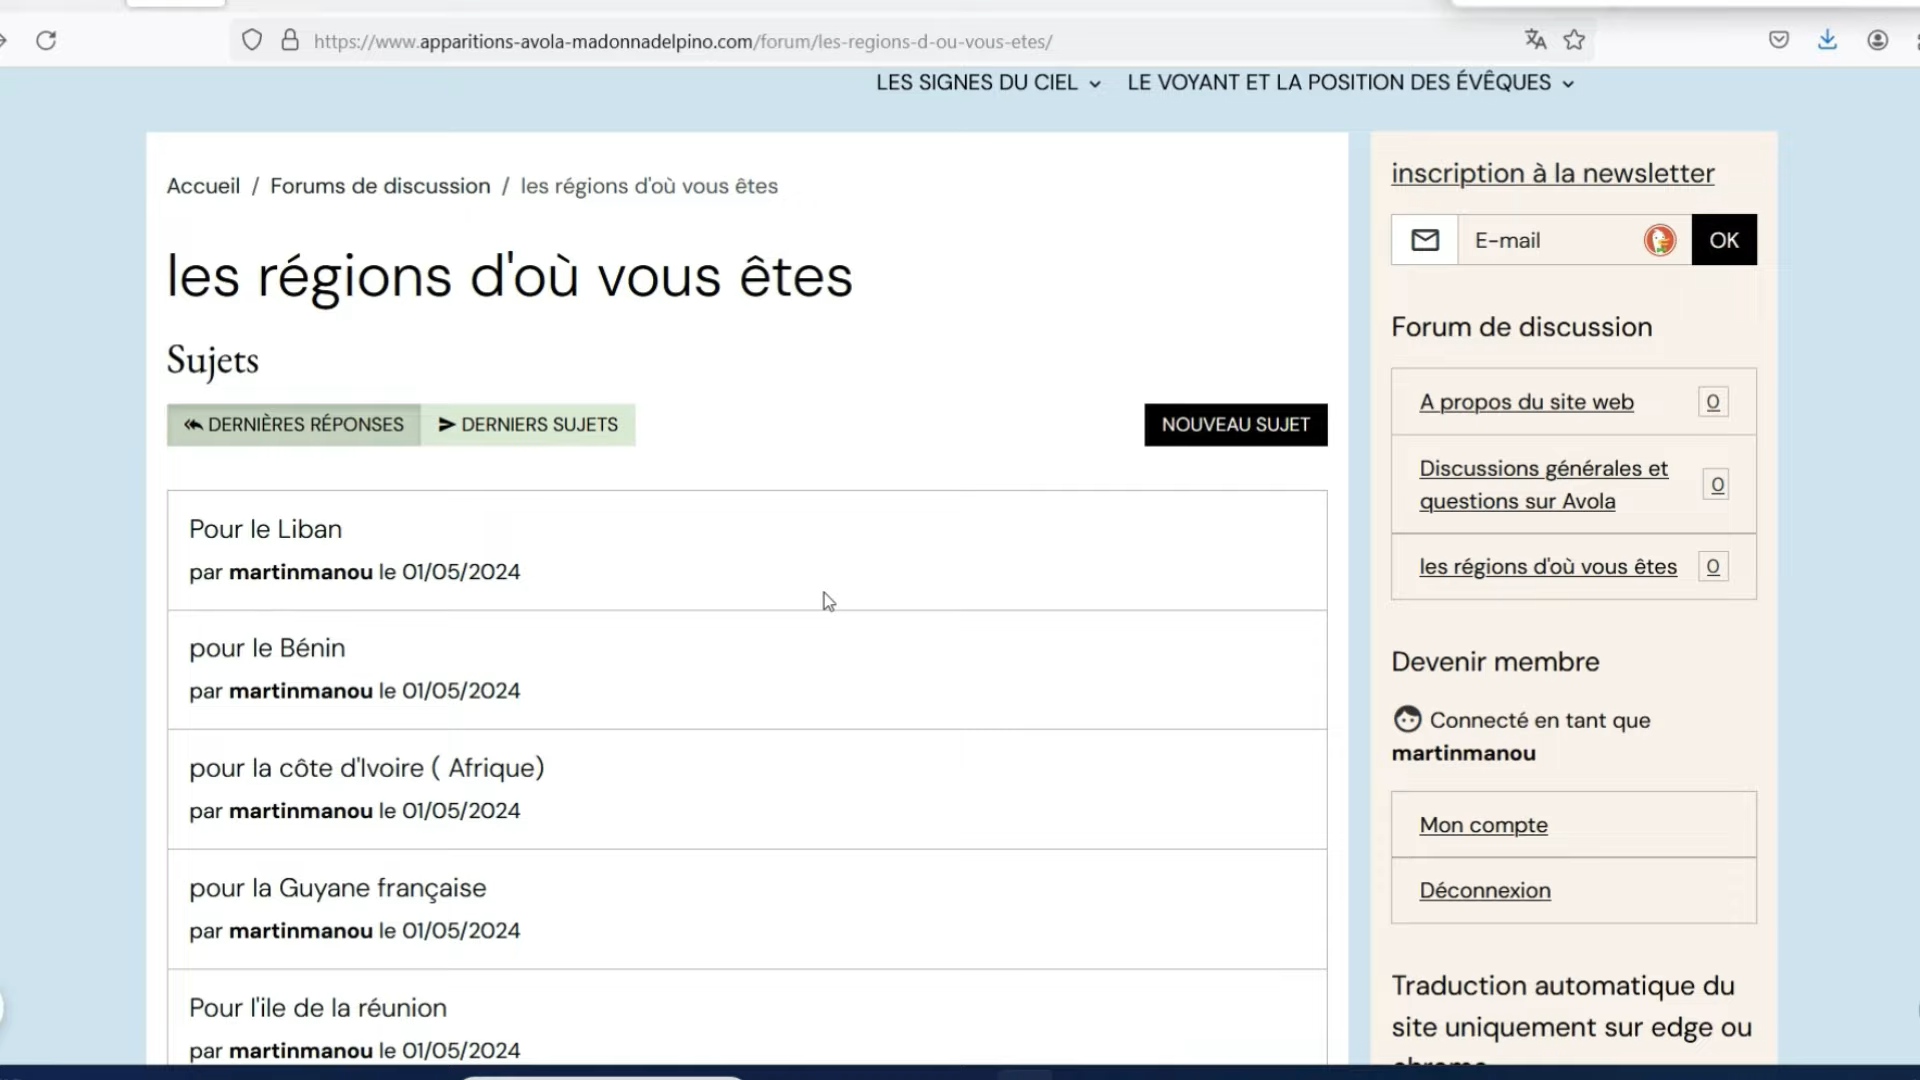 https://www.apparitions-avola-madonnadelpino.com/forum/les-regions-d-ou-vous-etes/
LES SIGNES DU CIEL
LE VOYANT ET LA POSITION DES ÉVÊQUES
Accueil / Forums de discussion / les régions d'où vous êtes
les régions d'où vous êtes
Sujets
DERNIÈRES RÉPONSES
DERNIERS SUJETS
NOUVEAU SUJET
Pour le Liban
par martinmanou le 01/05/2024
pour le Bénin
par martinmanou le 01/05/2024
pour la côte d'Ivoire ( Afrique)
par martinmanou le 01/05/2024
pour la Guyane française
par martinmanou le 01/05/2024
Pour l'ile de la réunion
par martinmanou le 01/05/2024
inscription à la newsletter
E-mail
OK
Forum de discussion
A propos du site web 0
Discussions générales et
questions sur Avola 0
les régions d'où vous êtes 0
Devenir membre
Connecté en tant que
martinmanou
Mon compte
Déconnexion
Traduction automatique du
site uniquement sur edge ou